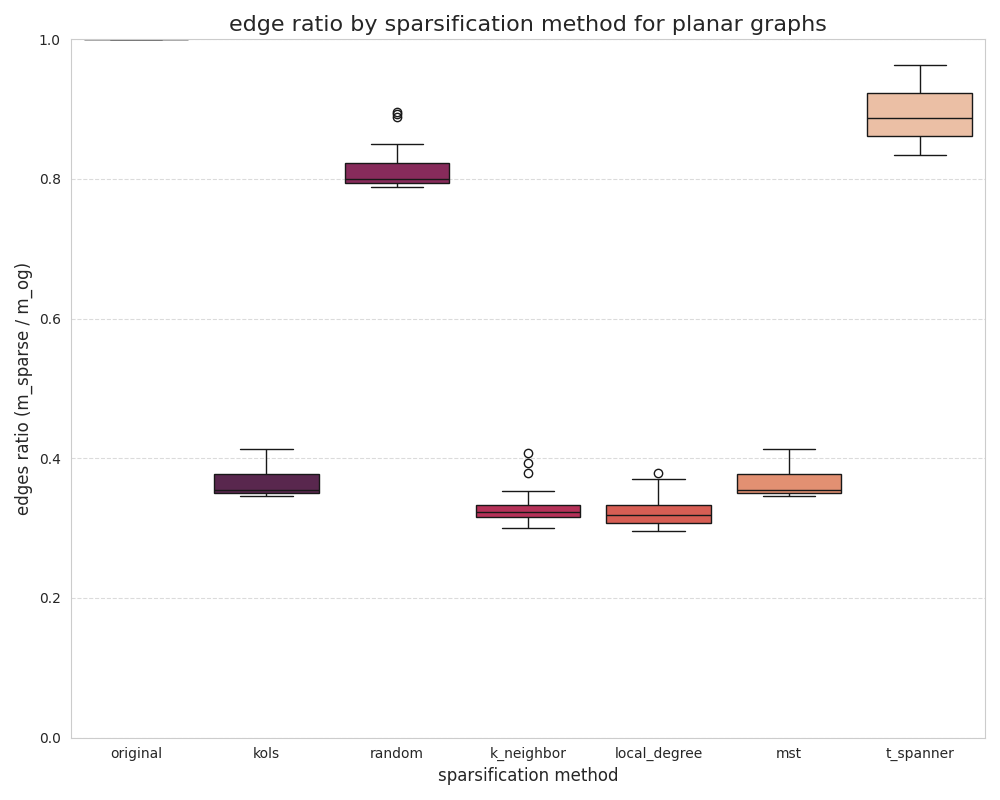 edge ratio by sparsification method for planar graphs
edges ratio (m_sparse / m_og)
1.0
0.8
0.6
0.4
0.2
0.0
original kols random k_neighbor local_degree mst t_spanner
sparsification method